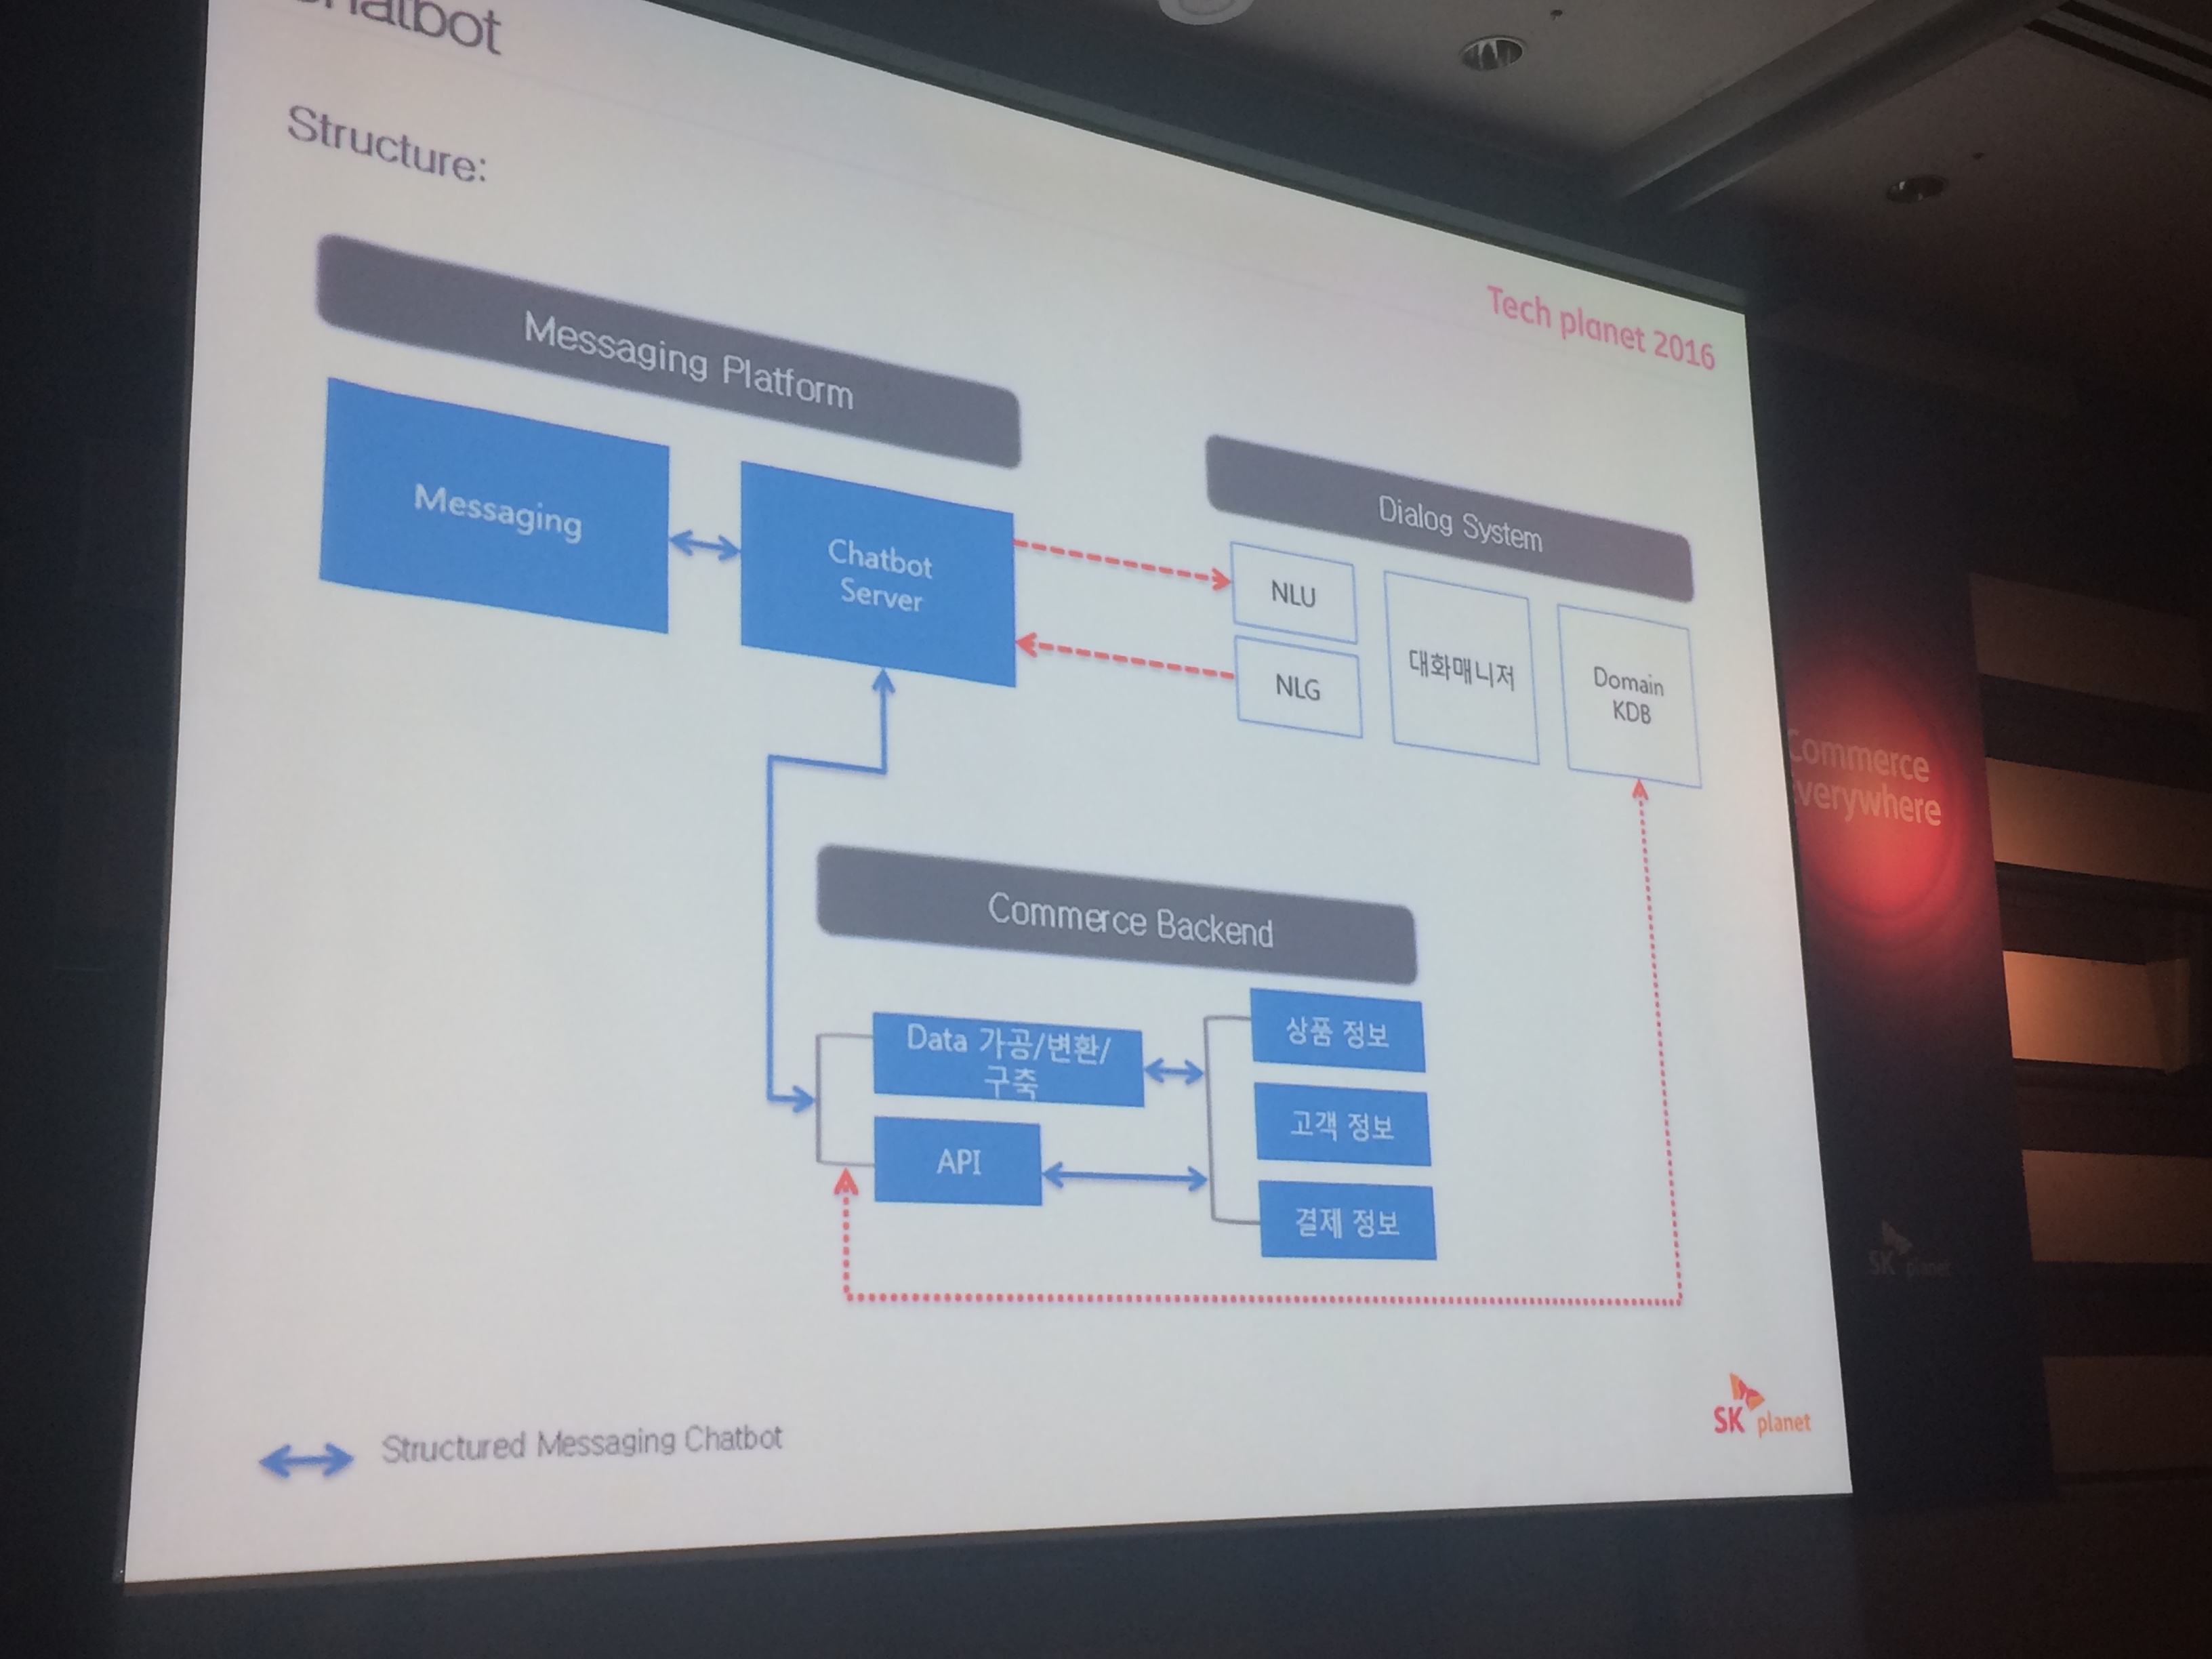 Chatbot
Structure:
Tech planet 2016
Messaging Platform
Messaging
Chatbot
Server
Dialog System
NLU
NLG
대화매니저
Domain
KDB
Commerce
Everywhere
Commerce Backend
Data 가공/변환/
구축
API
상품 정보
고객 정보
결제 정보
SK planet
SK planet
Structured Messaging Chatbot